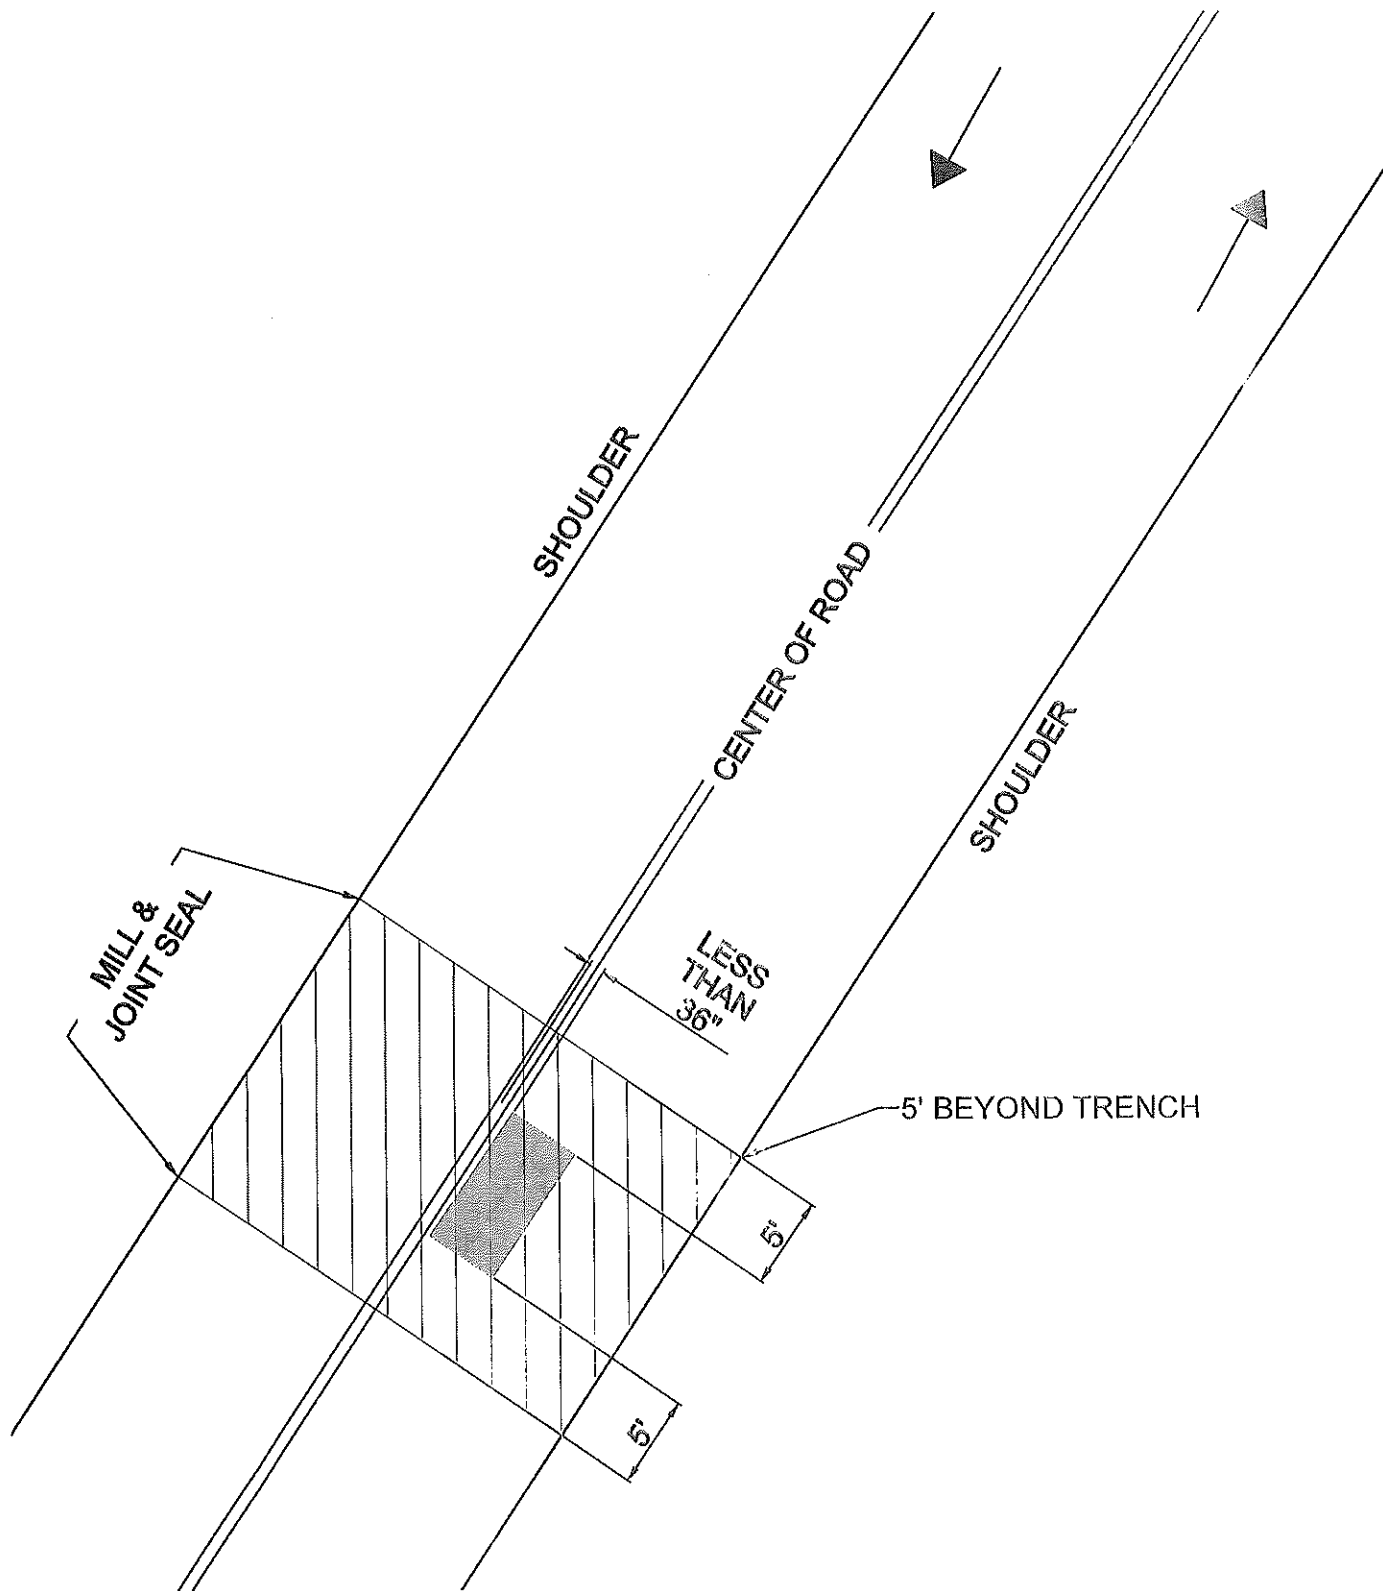 SHOULDER
CENTER OF ROAD
SHOULDER
MILL &
JOINT SEAL
LESS
THAN
36"
5' BEYOND TRENCH
5'
5'